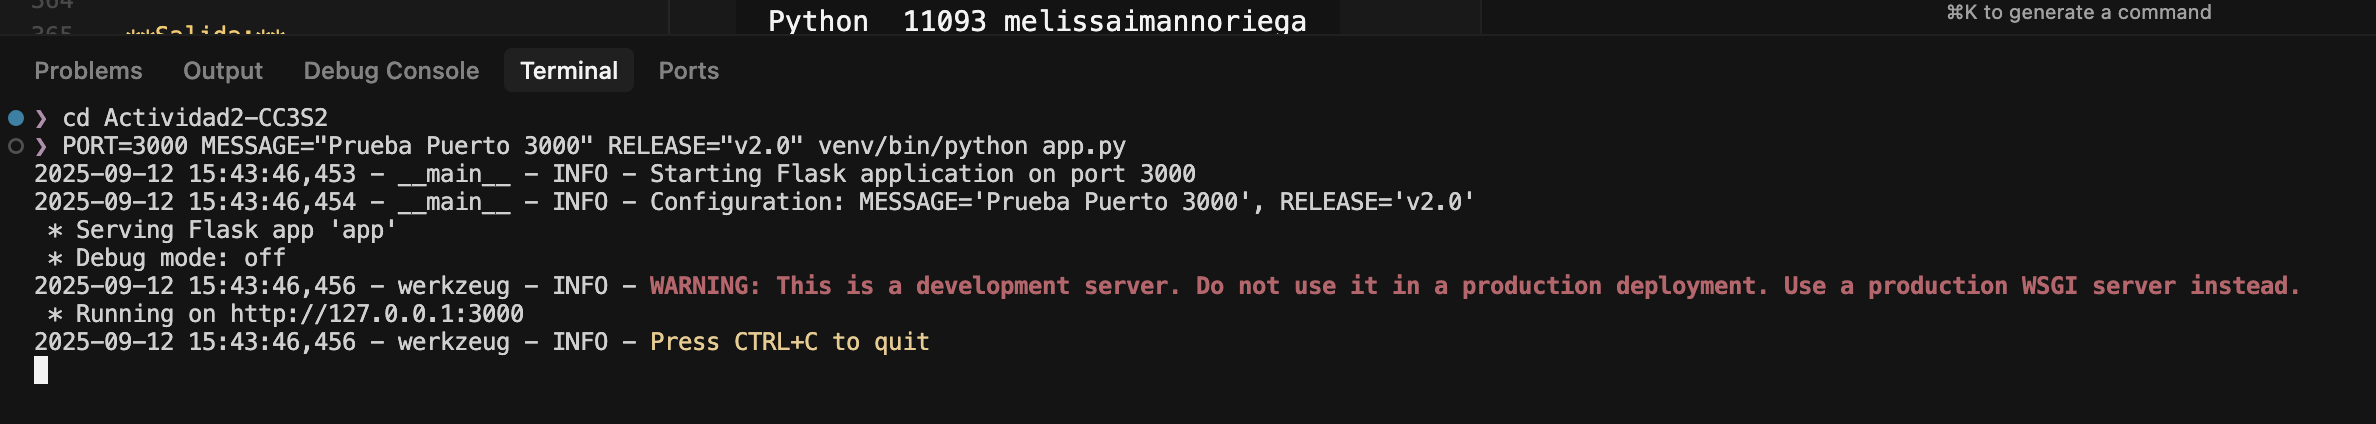 364
365 **Salida:**
Python 11093 melissaimannoriega
⌘K to generate a command
Problems Output Debug Console Terminal Ports
❯ cd Actividad2-CC3S2
❯ PORT=3000 MESSAGE="Prueba Puerto 3000" RELEASE="v2.0" venv/bin/python app.py
2025-09-12 15:43:46,453 - __main__ - INFO - Starting Flask application on port 3000
2025-09-12 15:43:46,454 - __main__ - INFO - Configuration: MESSAGE='Prueba Puerto 3000', RELEASE='v2.0'
* Serving Flask app 'app'
* Debug mode: off
2025-09-12 15:43:46,456 - werkzeug - INFO - WARNING: This is a development server. Do not use it in a production deployment. Use a production WSGI server instead.
* Running on http://127.0.0.1:3000
2025-09-12 15:43:46,456 - werkzeug - INFO - Press CTRL+C to quit